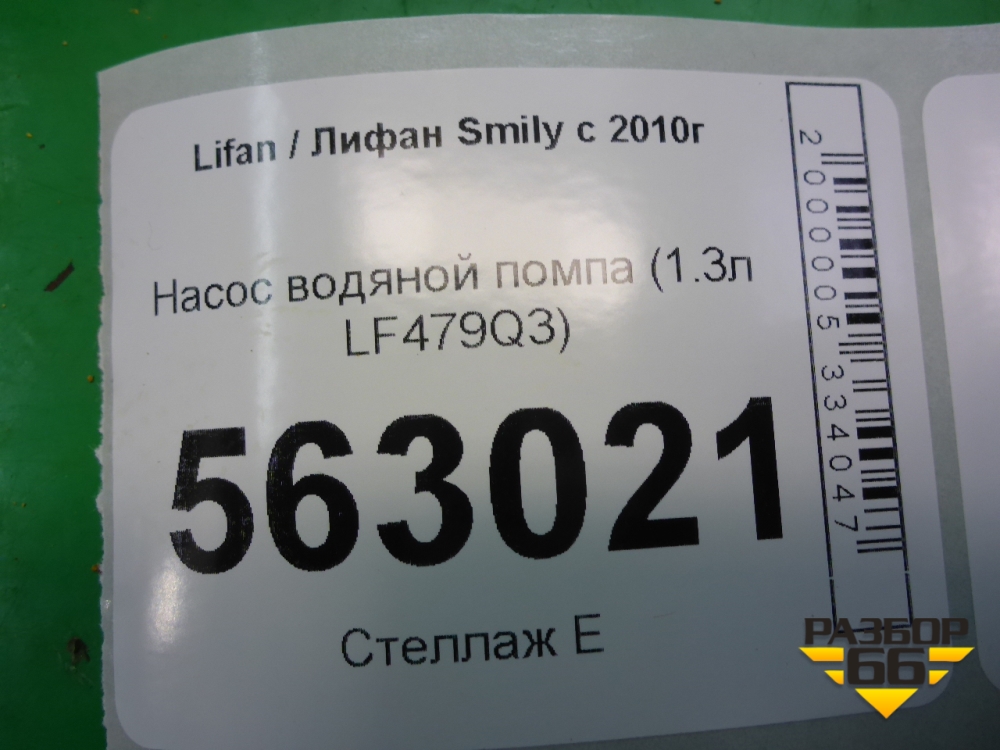 Lifan / Лифан Smily с 2010г
Насос водяной помпа (1.3л
LF479Q3)
563021
Стеллаж Е
2000005334047
РАЗБОР
66